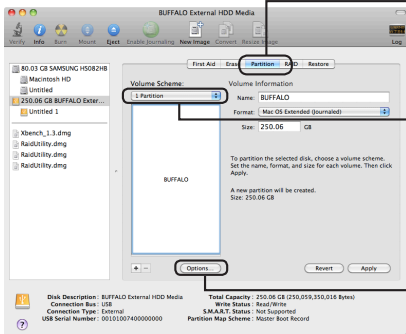 BUFFALO External HDD Media
Verify Info Burn Mount Eject Enable Journaling New Image Convert Resize Image Log
First Aid Erase Partition RAID Restore
80.03 GB SAMSUNG HS082HB
Macintosh HD
Untitled
250.06 GB BUFFALO Exter...
Untitled 1
Xbench_1.3.dmg
RaidUtility.dmg
RaidUtility.dmg
RaidUtility.dmg
Volume Scheme:
1 Partition
BUFFALO
+ - Options...
Volume Information
Name: BUFFALO
Format: Mac OS Extended (Journaled)
Size: 250.06 GB
To partition the selected disk, choose a volume scheme.
Set the name, format, and size for each volume. Then click
Apply.
A new partition will be created.
Size: 250.06 GB
Revert Apply
Disk Description : BUFFALO External HDD Media
Connection Bus : USB
Connection Type : External
USB Serial Number : 00101007400000000
Total Capacity : 250.06 GB (250,059,350,016 Bytes)
Write Status : Read/Write
S.M.A.R.T. Status : Not Supported
Partition Map Scheme : Master Boot Record
?